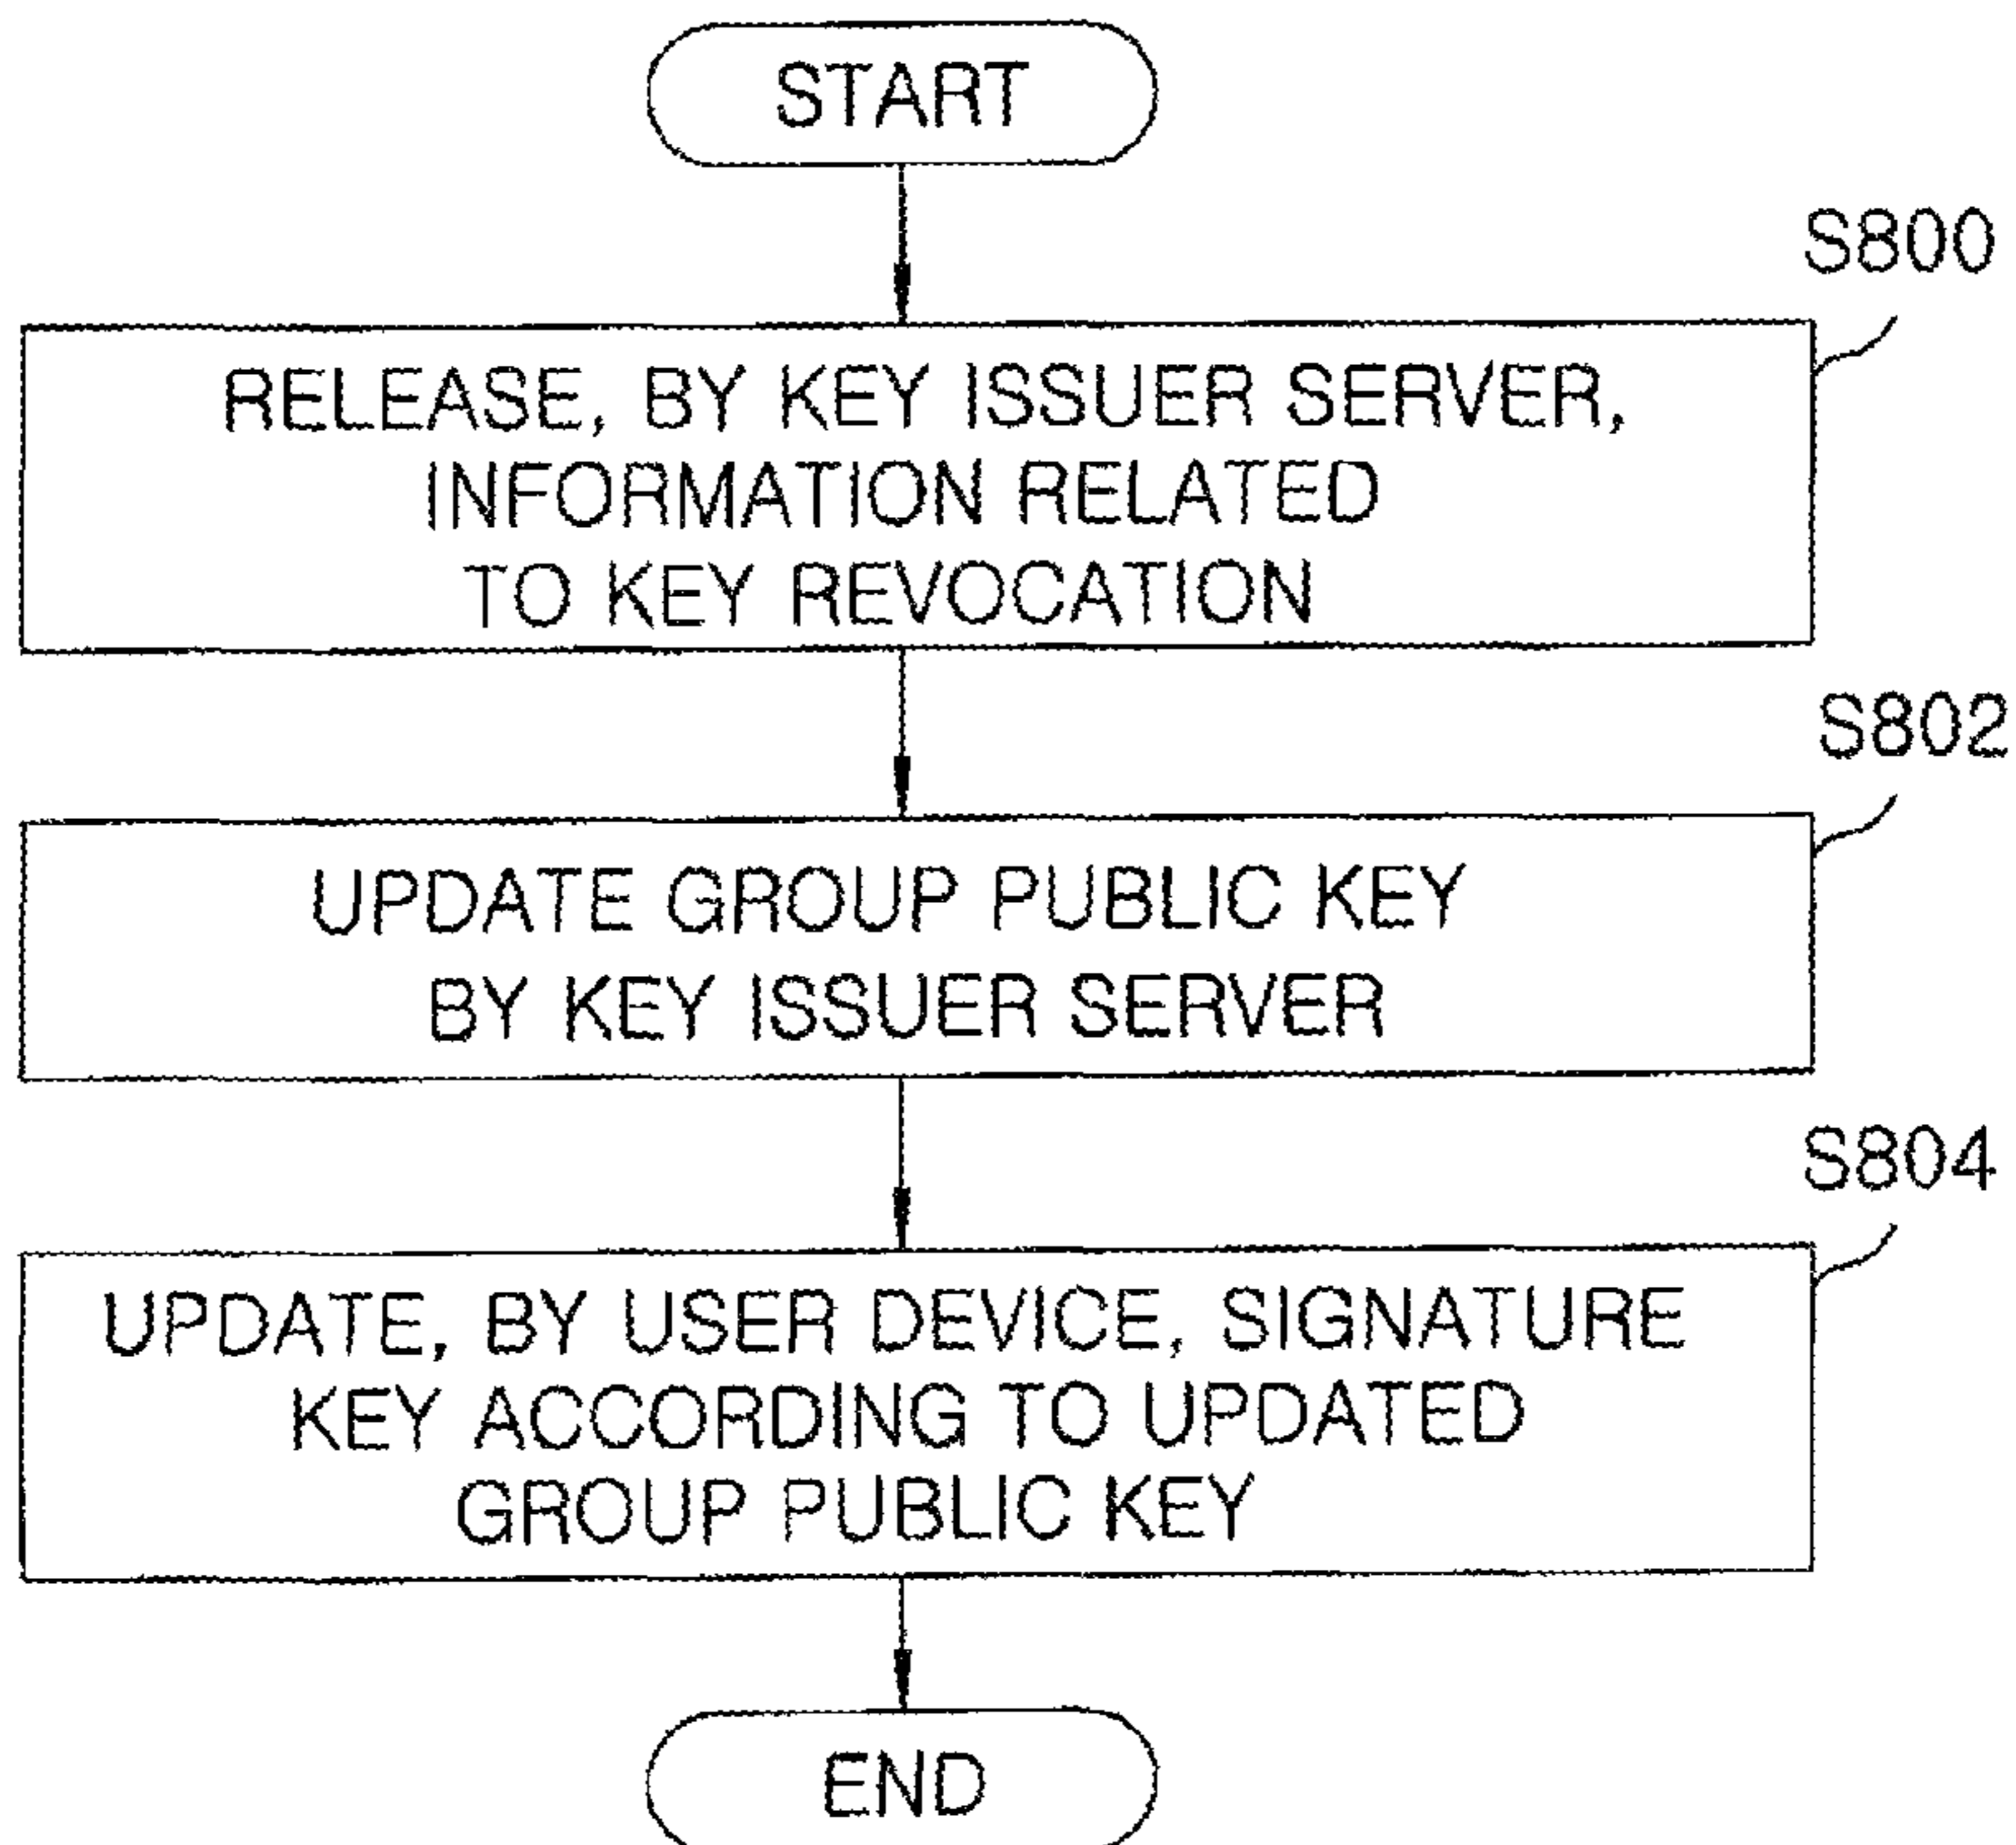 START
S800
RELEASE, BY KEY ISSUER SERVER,
INFORMATION RELATED
TO KEY REVOCATION
S802
UPDATE GROUP PUBLIC KEY
BY KEY ISSUER SERVER
S804
UPDATE, BY USER DEVICE, SIGNATURE
KEY ACCORDING TO UPDATED
GROUP PUBLIC KEY
END